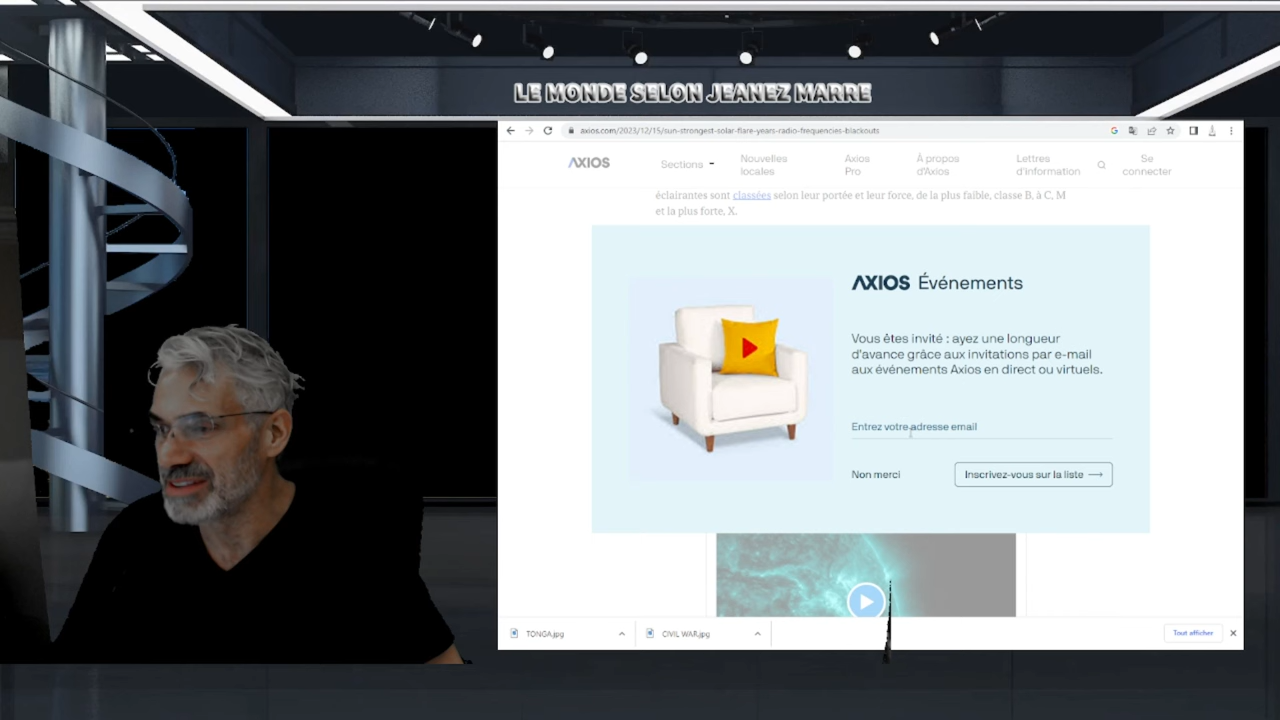 LE MONDE SELON JEANEZ MARRE
axios.com/2023/12/15/sun-strongest-solar-flare-years-radio-frequencies-blackouts
AXIOS
Sections
Nouvelles
locales
Axios
Pro
À propos
d'Axios
Lettres
d'information
Se
connecter
éclairantes sont classées selon leur portée et leur force, de la plus faible, classe B, à C, M
et la plus forte, X.
AXIOS Événements
Vous êtes invité : ayez une longueur
d'avance grâce aux invitations par e-mail
aux événements Axios en direct ou virtuels.
Entrez votre adresse email
Non merci
Inscrivez-vous sur la liste
TONGA.jpg
CIVIL WAR.jpg
Tout afficher